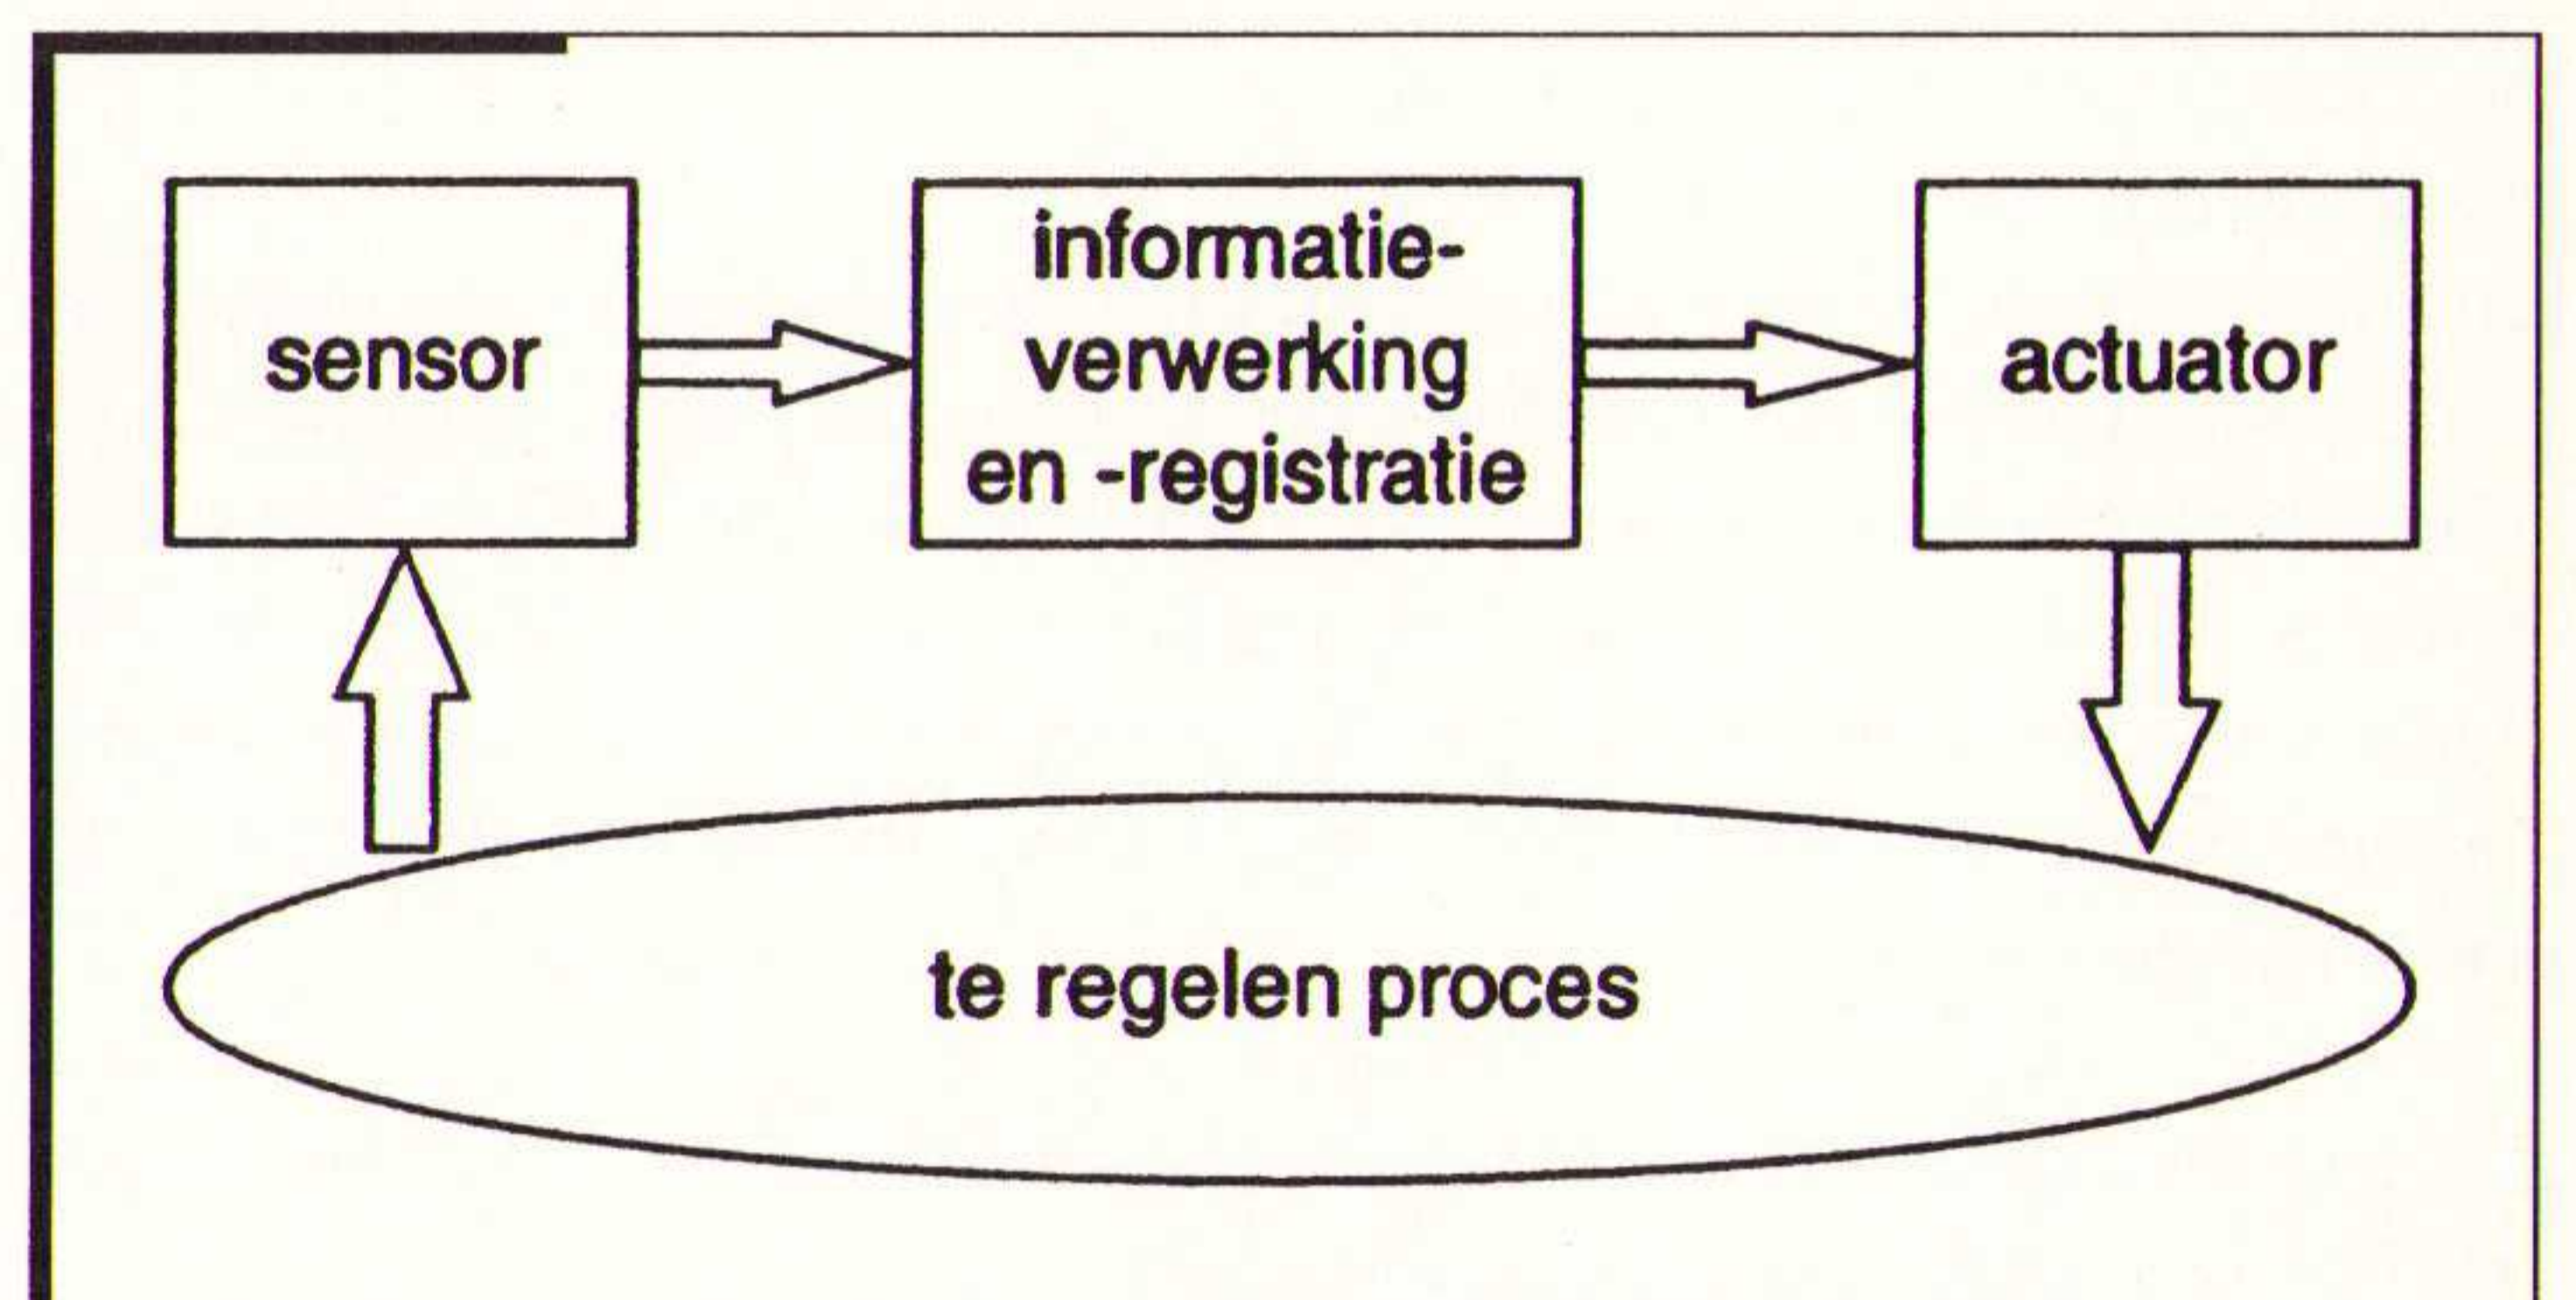 sensor
informatie-
verwerking
en -registratie
actuator
te regelen proces